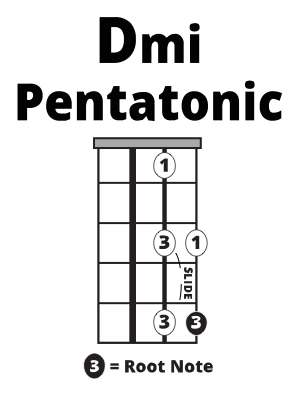 Dmi
Pentatonic
1
3 1
SLIDE
3 3
3 = Root Note